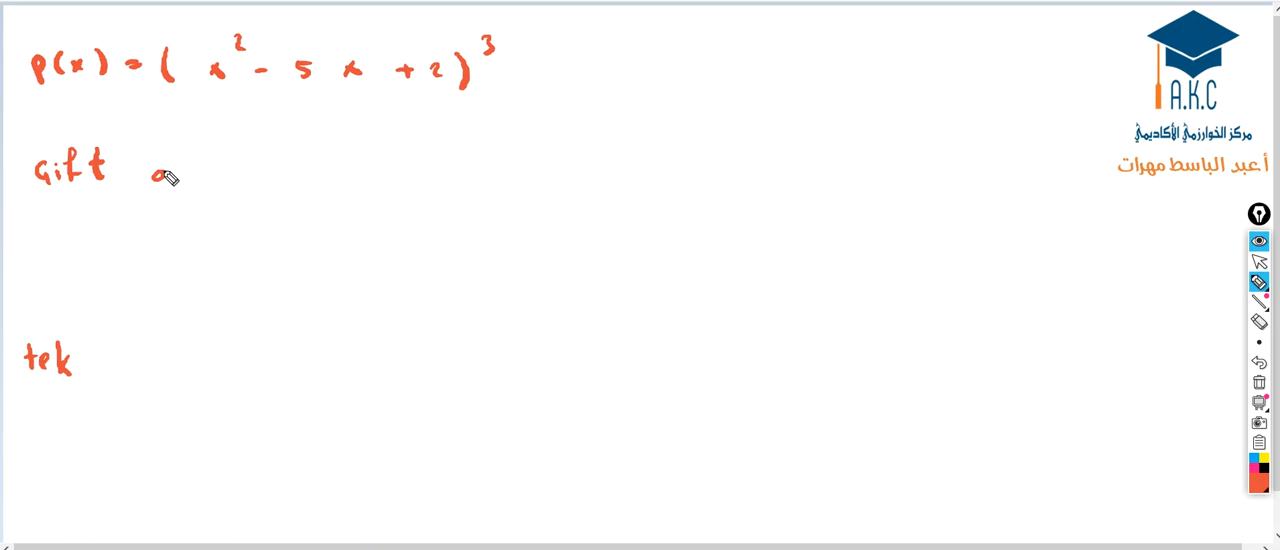 p(x) = ( x² - 5 x + 2 )³
A.K.C
مركز الخوارزمي الأكاديمي
أ عبد الباسط مهرات
Gift
tek